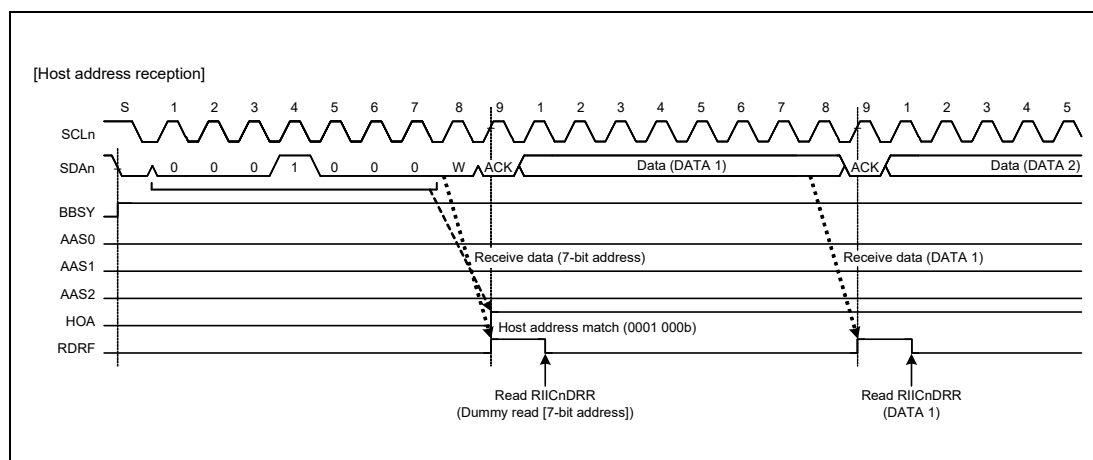 [Host address reception]
S 1 2 3 4 5 6 7 8 9 1 2 3 4 5 6 7 8 9 1 2 3 4 5
SCLn
SDAn 0 0 0 1 0 0 0 W ACK Data (DATA 1) ACK Data (DATA 2)
BBSY
AAS0
Receive data (7-bit address) Receive data (DATA 1)
AAS1
AAS2
HOA
Host address match (0001 000b)
RDRF
Read RIICnDRR Read RIICnDRR
(Dummy read [7-bit address]) (DATA 1)